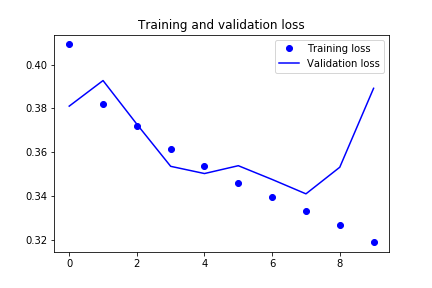 Training and validation loss
Training loss
Validation loss
0.40
0.38
0.36
0.34
0.32
0 2 4 6 8